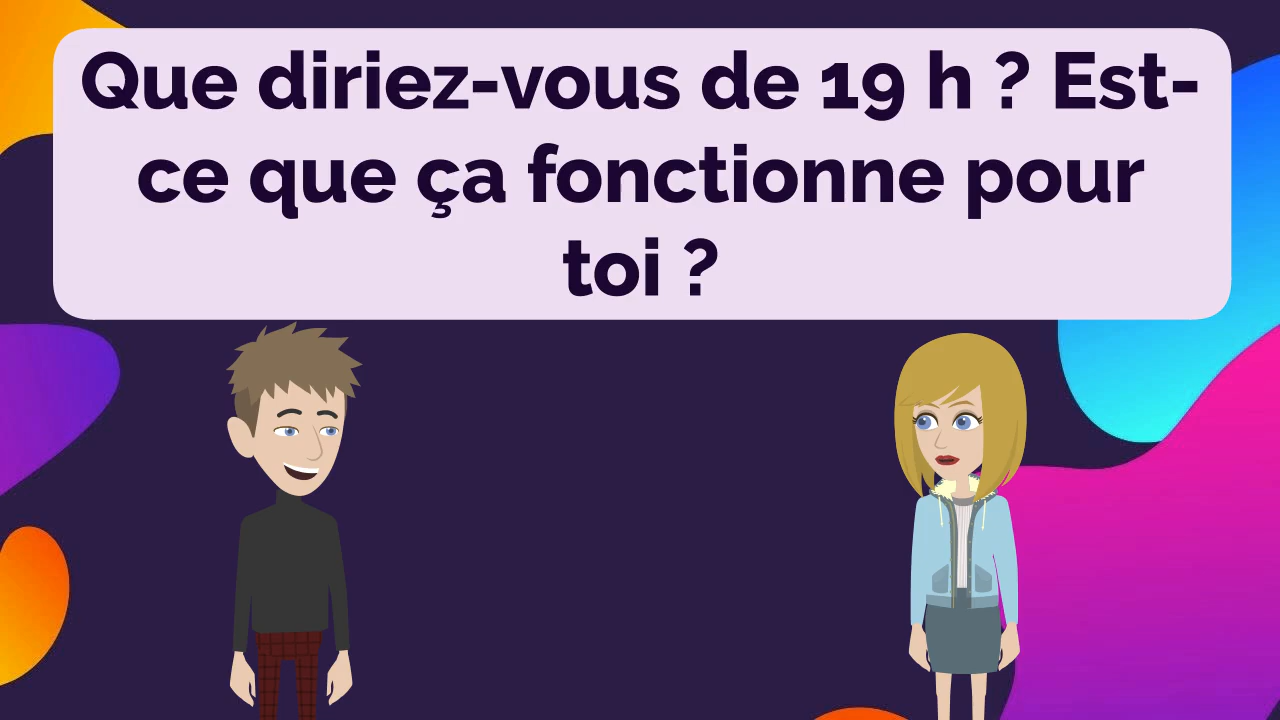 Que diriez-vous de 19 h ? Est-
ce que ça fonctionne pour
toi ?